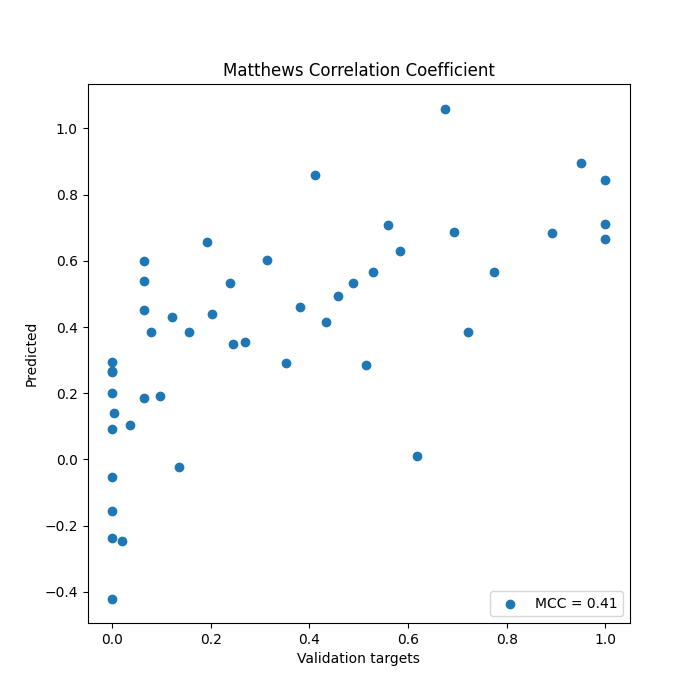 Matthews Correlation Coefficient
1.0
0.8
0.6
0.4
0.2
0.0
−0.2
−0.4
Predicted
MCC = 0.41
0.0 0.2 0.4 0.6 0.8 1.0
Validation targets